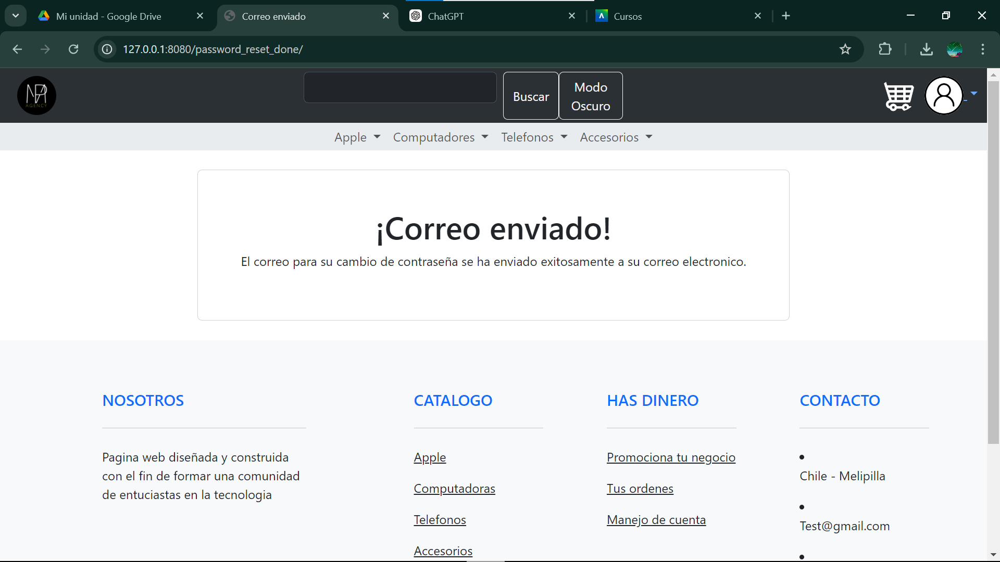 Mi unidad - Google Drive
Correo enviado
ChatGPT
Cursos
127.0.0.1:8080/password_reset_done/
NPA
AGENCY
Buscar
Modo
Oscuro
Apple
Computadores
Telefonos
Accesorios
¡Correo enviado!
El correo para su cambio de contraseña se ha enviado exitosamente a su correo electronico.
NOSOTROS
Pagina web diseñada y construida
con el fin de formar una comunidad
de entuciastas en la tecnologia
CATALOGO
Apple
Computadoras
Telefonos
Accesorios
HAS DINERO
Promociona tu negocio
Tus ordenes
Manejo de cuenta
CONTACTO
Chile - Melipilla
Test@gmail.com